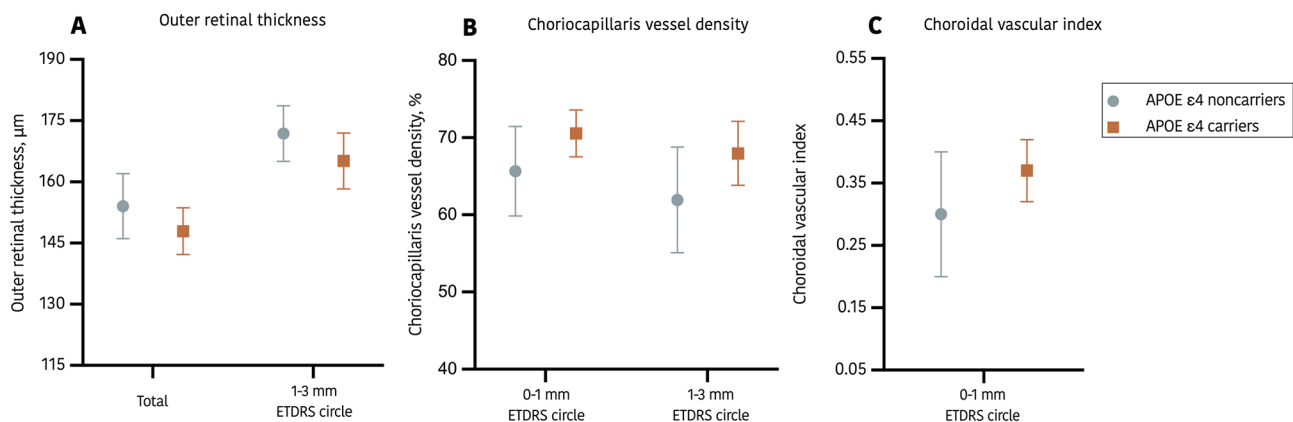 A
Outer retinal thickness
Outer retinal thickness, μm
190
175
160
145
130
115
Total
1-3 mm
ETDRS circle
B
Choriocapillaris vessel density
Choriocapillaris vessel density, %
80
70
60
50
40
0-1 mm
ETDRS circle
1-3 mm
ETDRS circle
C
Choroidal vascular index
Choroidal vascular index
0.55
0.45
0.35
0.25
0.15
0.05
0-1 mm
ETDRS circle
APOE ε4 noncarriers
APOE ε4 carriers